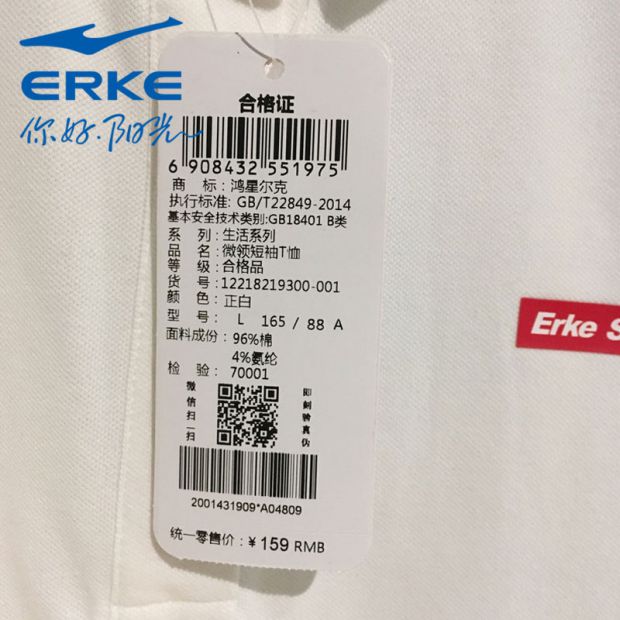 ERKE
你好.阳光
合格证
6 908432 551975
商 标: 鸿星尔克
执行标准: GB/T22849-2014
基本安全技术类别:GB18401 B类
系 列: 生活系列
品 名: 微领短袖T恤
等 级: 合格品
货 号: 12218219300-001
颜 色: 正白
型 号: L 165 / 88 A
面料成份: 96%棉
4%氨纶
检 验: 70001
微信扫一扫
即刻验真伪
2001431909*A04809
统一零售价: ¥ 159 RMB
Erke S